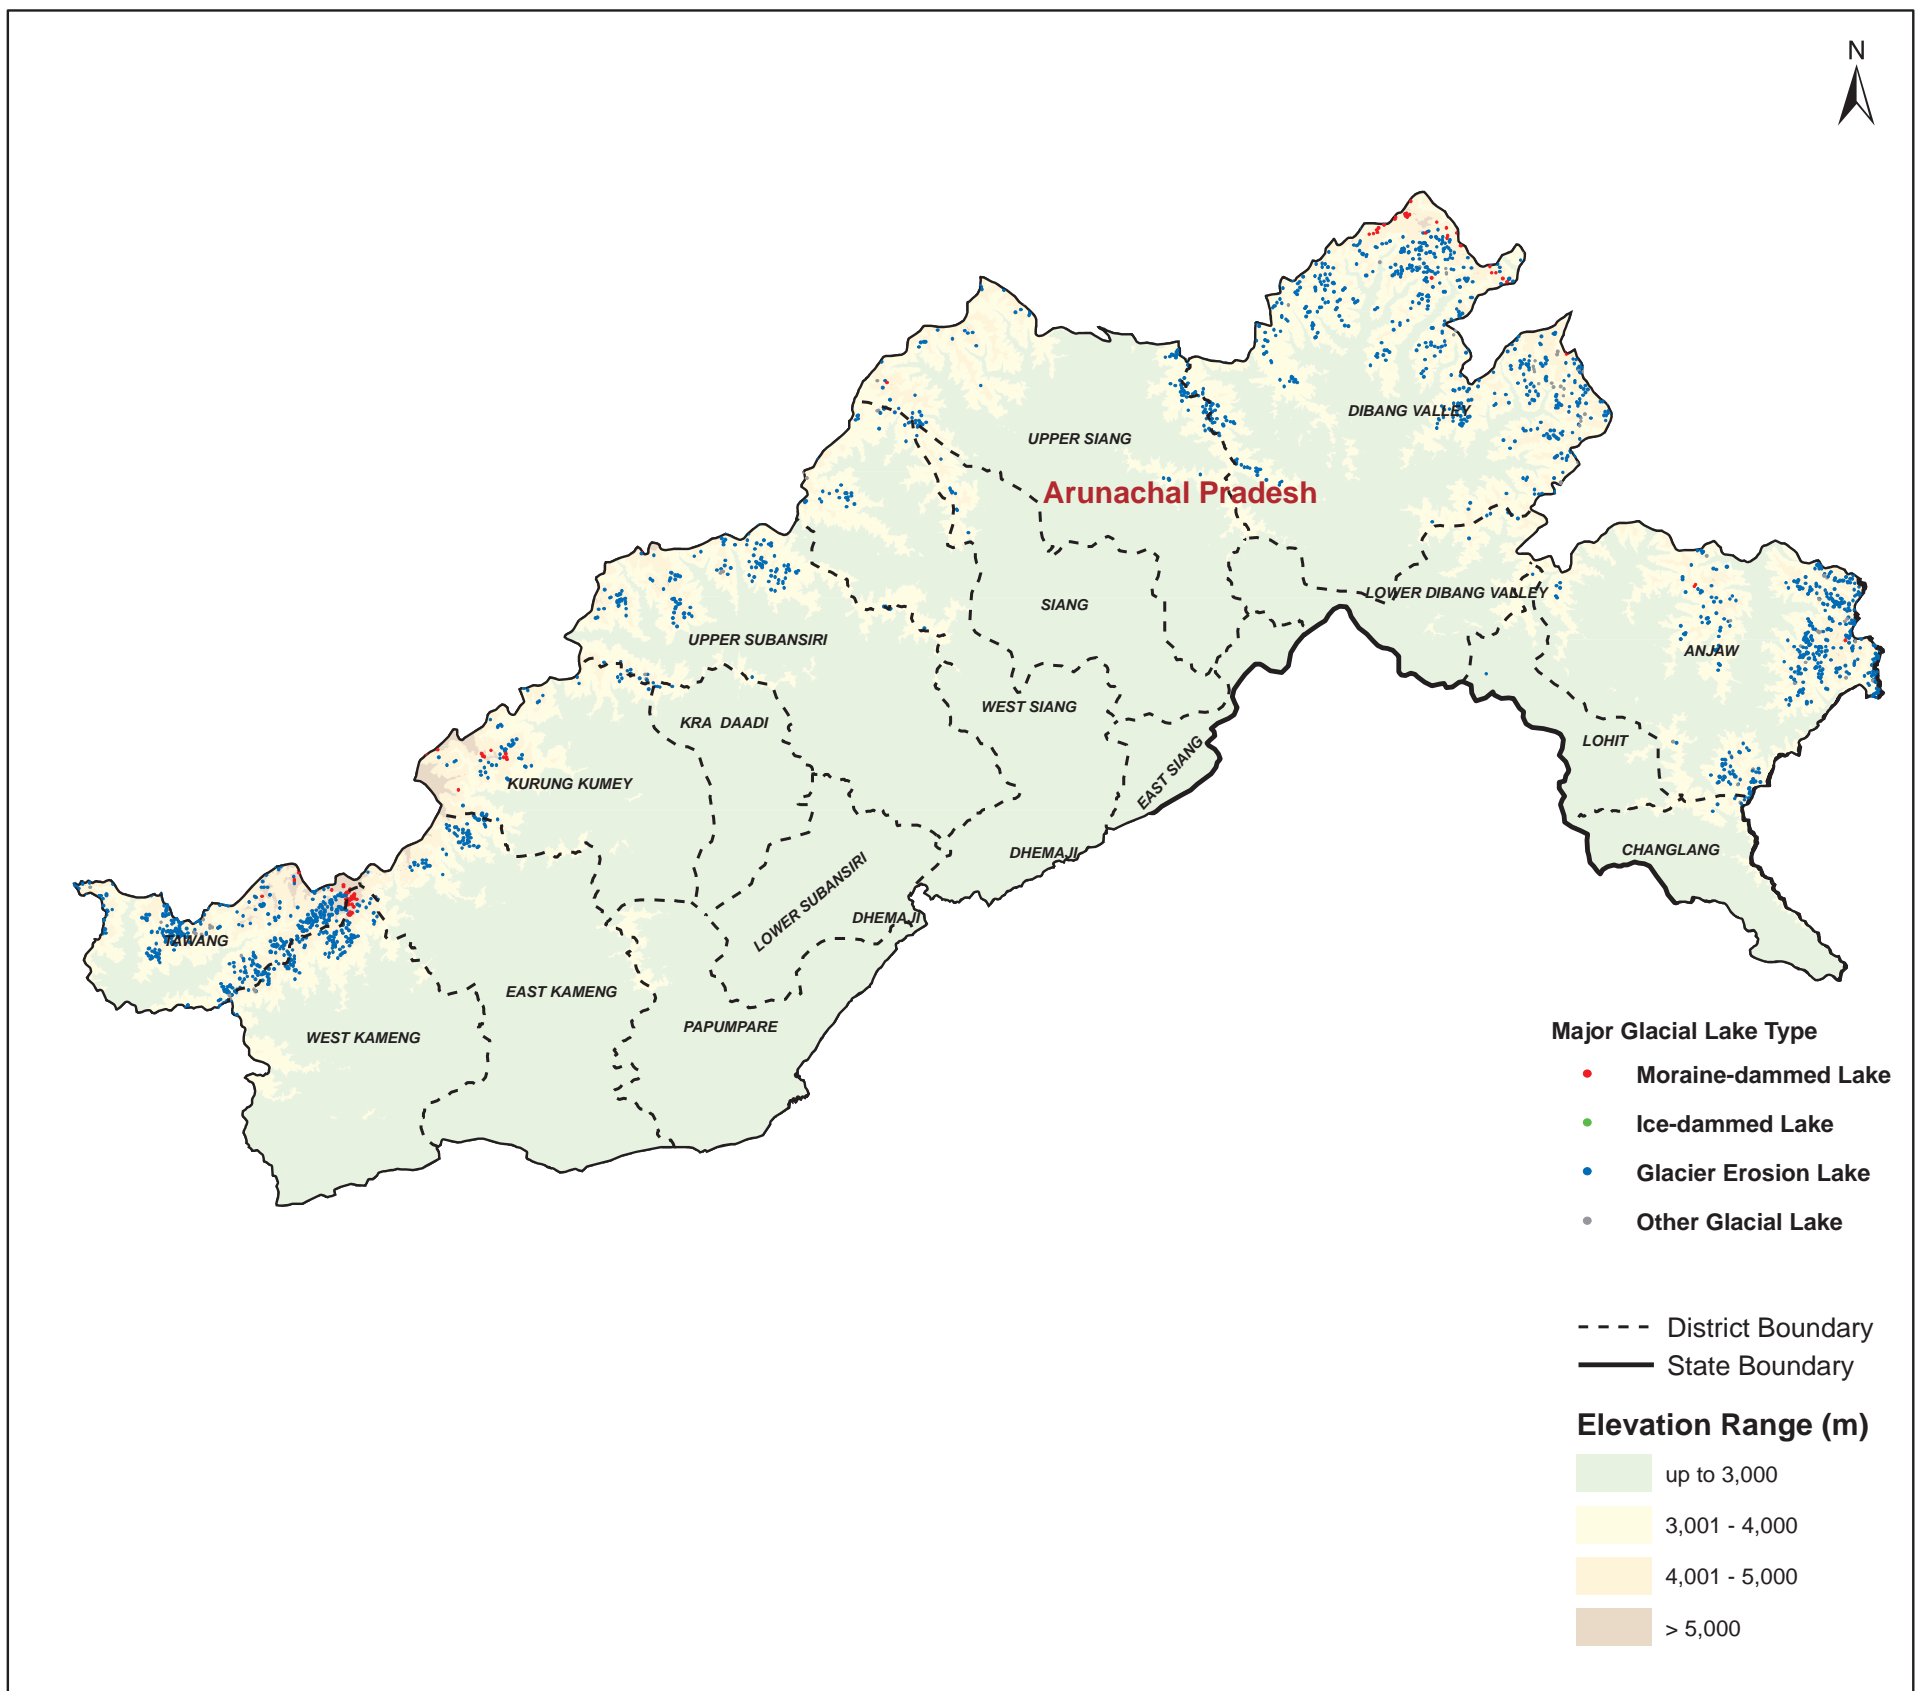 N
DIBANG VALLEY
UPPER SIANG
Arunachal Pradesh
LOWER DIBANG VALLEY
SIANG
UPPER SUBANSIRI
ANJAW
WEST SIANG
KRA DAADI
LOHIT
EAST SIANG
KURUNG KUMEY
DHEMAJI
CHANGLANG
LOWER SUBANSIRI
DHEMAJI
TAWANG
EAST KAMENG
PAPUMPARE
WEST KAMENG
Major Glacial Lake Type
Moraine-dammed Lake
Ice-dammed Lake
Glacier Erosion Lake
Other Glacial Lake
District Boundary
State Boundary
Elevation Range (m)
up to 3,000
3,001 - 4,000
4,001 - 5,000
> 5,000